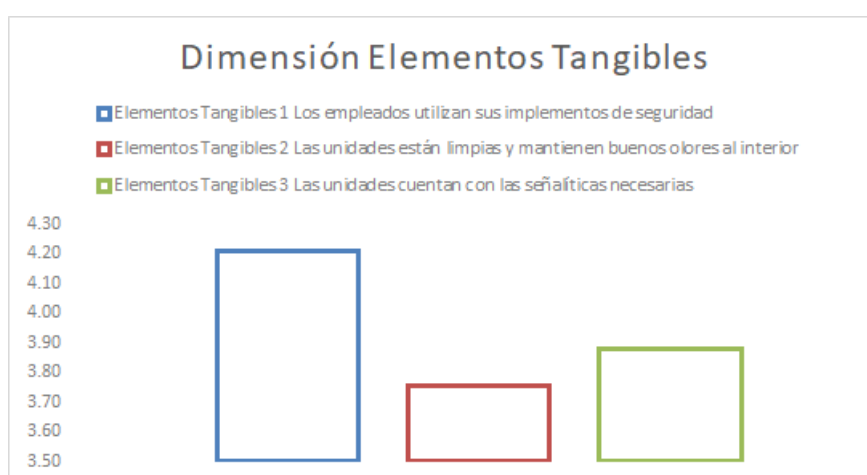 Dimensión Elementos Tangibles
Elementos Tangibles 1 Los empleados utilizan sus implementos de seguridad
Elementos Tangibles 2 Las unidades están limpias y mantienen buenos olores al interior
Elementos Tangibles 3 Las unidades cuentan con las señalíticas necesarias
4.30
4.20
4.10
4.00
3.90
3.80
3.70
3.60
3.50